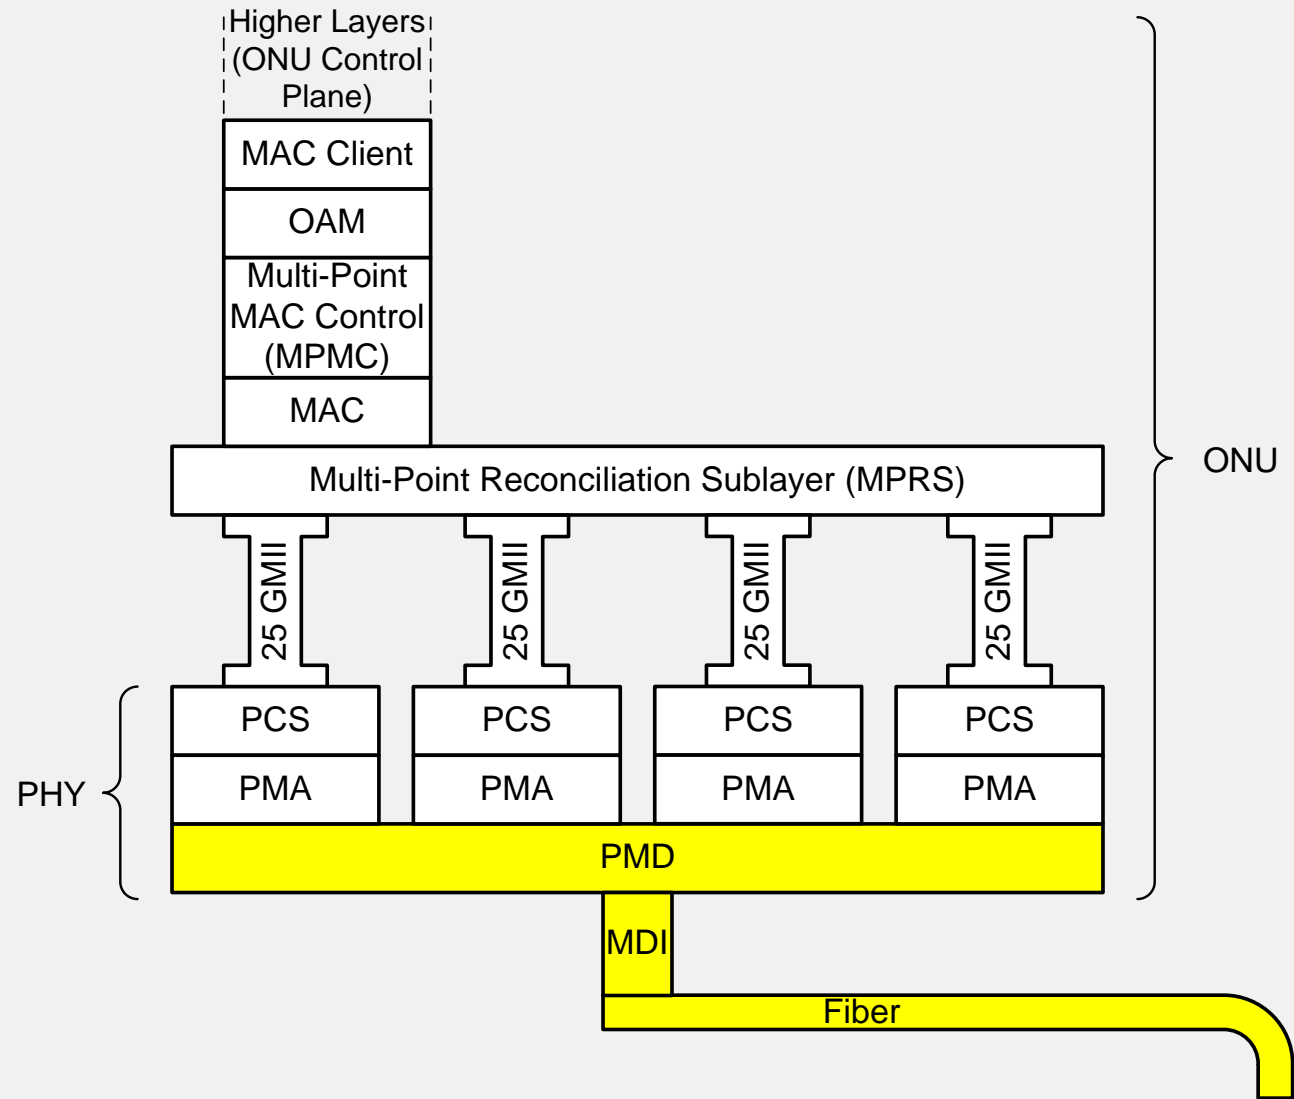 Higher Layers
(ONU Control
Plane)
MAC Client
OAM
Multi-Point
MAC Control
(MPMC)
MAC
ONU
Multi-Point Reconciliation Sublayer (MPRS)
25 GMII
25 GMII
25 GMII
25 GMII
PCS
PCS
PCS
PCS
PHY
PMA
PMA
PMA
PMA
PMD
MDI
Fiber